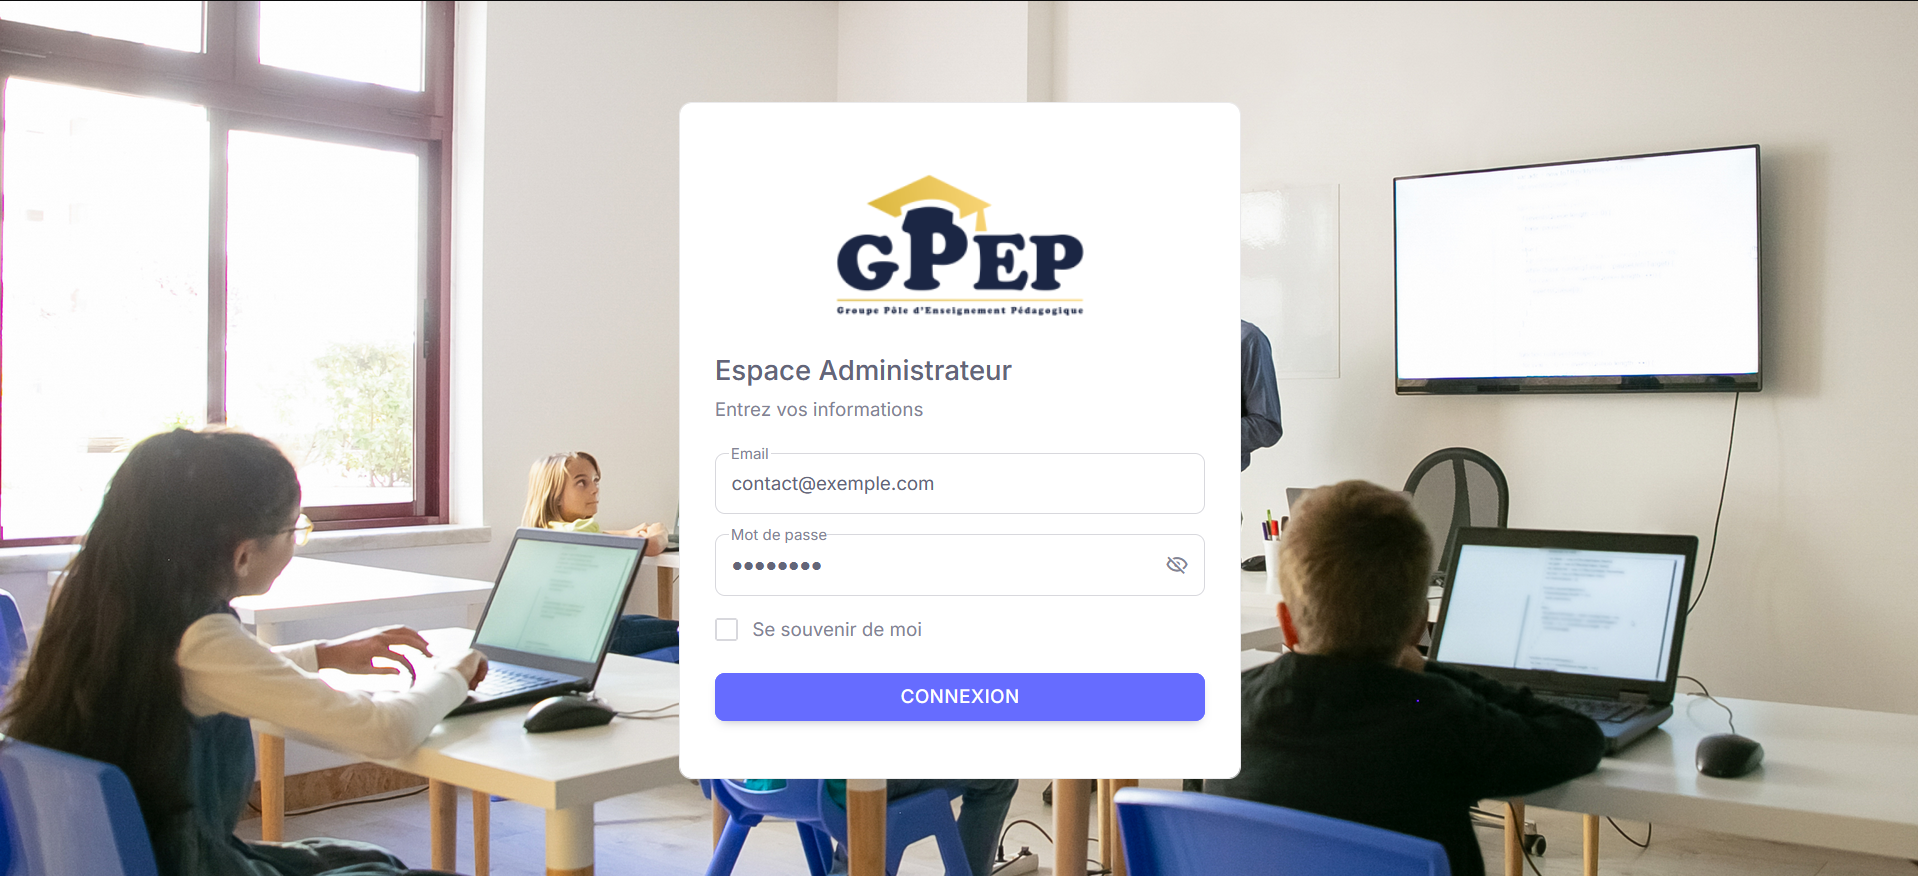 GPEP
Groupe Pôle d'Enseignement Pédagogique
Espace Administrateur
Entrez vos informations
Email
contact@exemple.com
Mot de passe
••••••••
Se souvenir de moi
CONNEXION